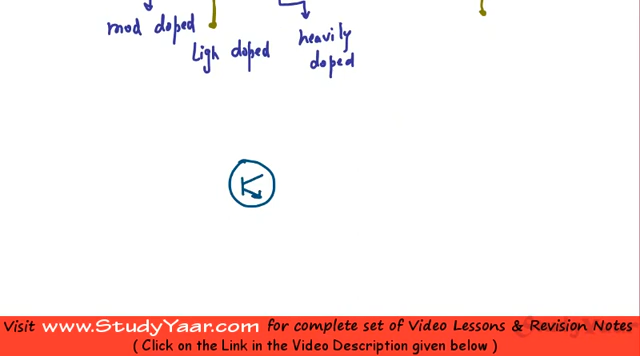 mod doped
Ligh doped
heavily
doped
Visit www.StudyYaar.com for complete set of Video Lessons & Revision Notes
( Click on the Link in the Video Description given below )